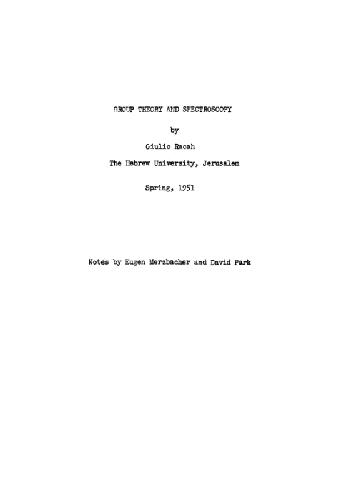 GROUP THEORY AND SPECTROSCOPY
by
Giulio Racah
The Hebrew University, Jerusalem
Spring, 1951
Notes by Eugen Merzbacher and David Park